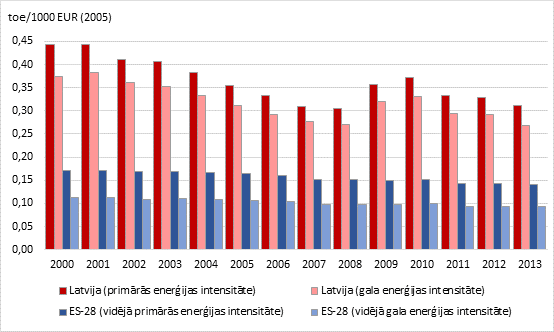 toe/1000 EUR (2005)
0,45
0,40
0,35
0,30
0,25
0,20
0,15
0,10
0,05
0,00
2000 2001 2002 2003 2004 2005 2006 2007 2008 2009 2010 2011 2012 2013
Latvija (primārās enerģijas intensitāte) Latvija (gala enerģijas intensitāte)
ES-28 (vidējā primārās enerģijas intensitāte) ES-28 (vidējā gala enerģijas intensitāte)